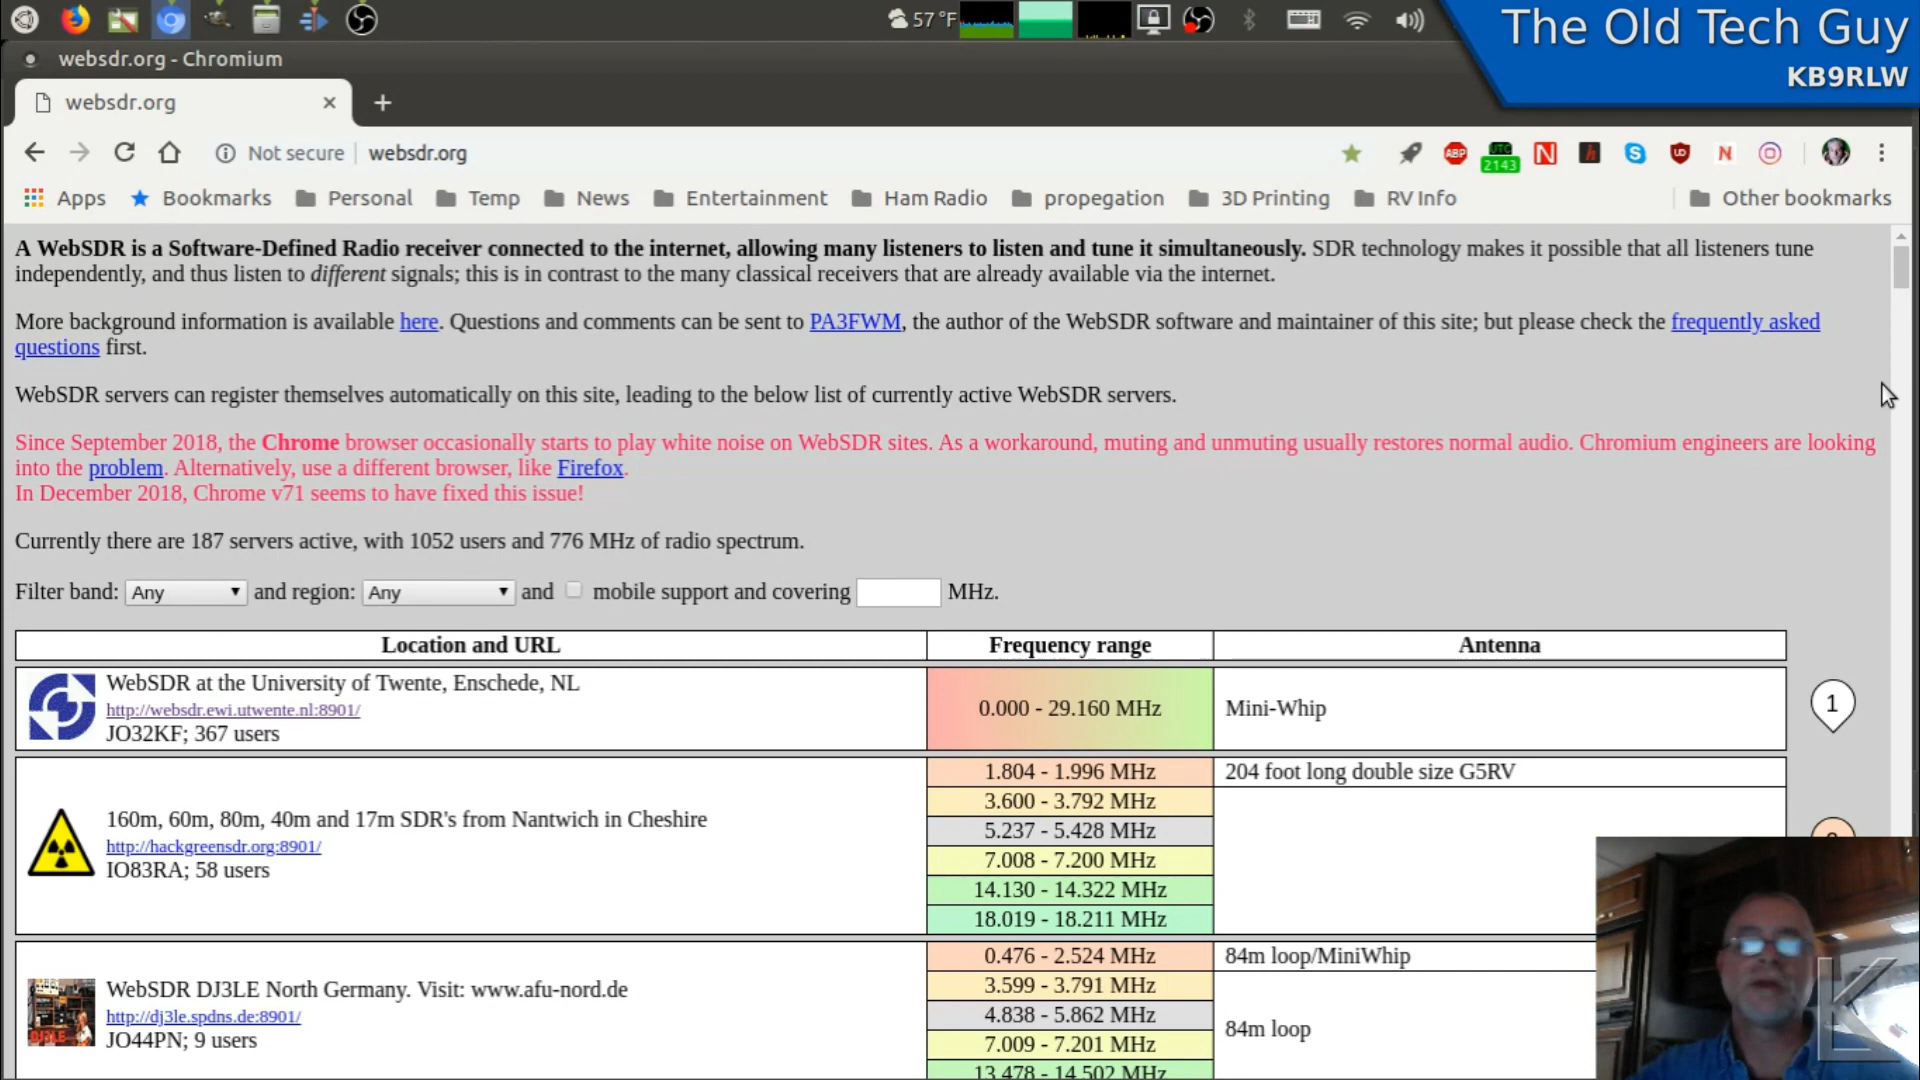 57 °F
The Old Tech Guy
KB9RLW
websdr.org - Chromium
websdr.org
Not secure websdr.org
ABP
UTC
2143
N
h
S
UD
N
Apps Bookmarks Personal Temp News Entertainment Ham Radio propegation 3D Printing RV Info Other bookmarks
A WebSDR is a Software-Defined Radio receiver connected to the internet, allowing many listeners to listen and tune it simultaneously. SDR technology makes it possible that all listeners tune
independently, and thus listen to different signals; this is in contrast to the many classical receivers that are already available via the internet.
More background information is available here. Questions and comments can be sent to PA3FWM, the author of the WebSDR software and maintainer of this site; but please check the frequently asked
questions first.
WebSDR servers can register themselves automatically on this site, leading to the below list of currently active WebSDR servers.
Since September 2018, the Chrome browser occasionally starts to play white noise on WebSDR sites. As a workaround, muting and unmuting usually restores normal audio. Chromium engineers are looking
into the problem. Alternatively, use a different browser, like Firefox.
In December 2018, Chrome v71 seems to have fixed this issue!
Currently there are 187 servers active, with 1052 users and 776 MHz of radio spectrum.
Filter band: Any and region: Any and mobile support and covering MHz.
Location and URL Frequency range Antenna
WebSDR at the University of Twente, Enschede, NL
http://websdr.ewi.utwente.nl:8901/
JO32KF; 367 users
0.000 - 29.160 MHz
Mini-Whip
1
160m, 60m, 80m, 40m and 17m SDR's from Nantwich in Cheshire
http://hackgreensdr.org:8901/
IO83RA; 58 users
1.804 - 1.996 MHz
204 foot long double size G5RV
3.600 - 3.792 MHz
5.237 - 5.428 MHz
7.008 - 7.200 MHz
14.130 - 14.322 MHz
18.019 - 18.211 MHz
WebSDR DJ3LE North Germany. Visit: www.afu-nord.de
http://dj3le.spdns.de:8901/
JO44PN; 9 users
DJ3LE
0.476 - 2.524 MHz
84m loop/MiniWhip
3.599 - 3.791 MHz
4.838 - 5.862 MHz
84m loop
7.009 - 7.201 MHz
13.478 - 14.502 MHz
K